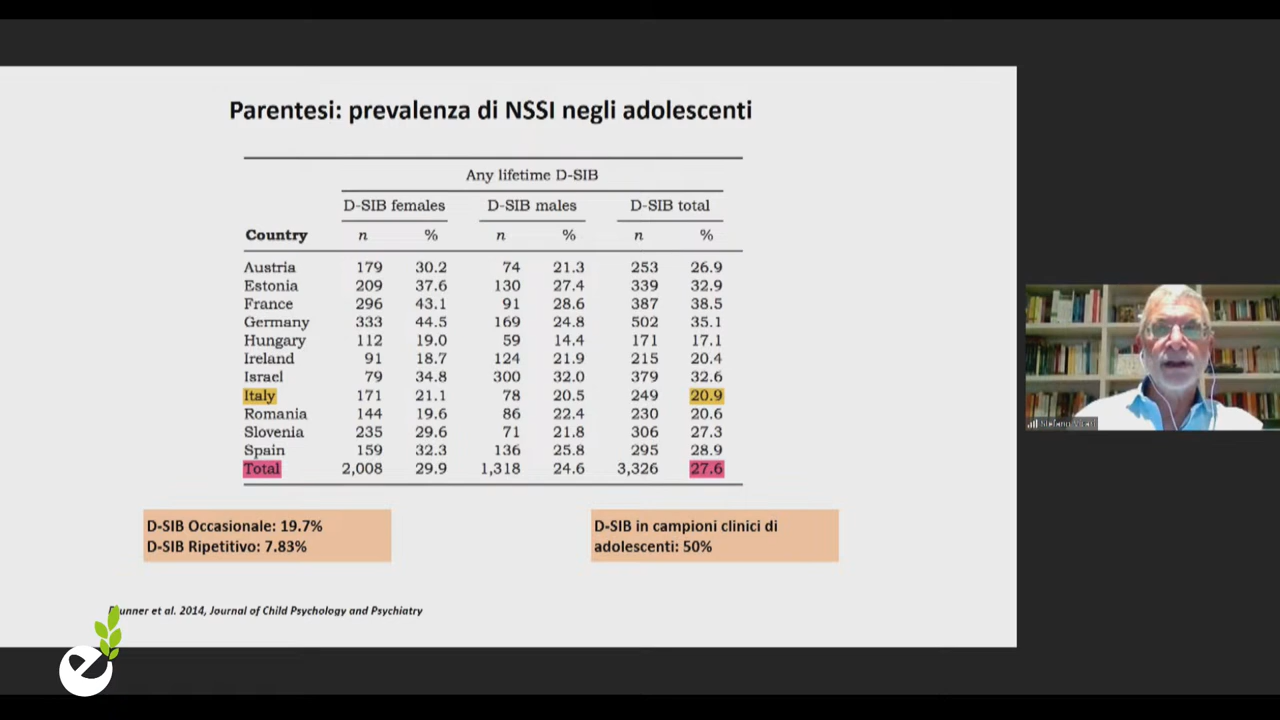 Parentesi: prevalenza di NSSI negli adolescenti
Any lifetime D-SIB
D-SIB females D-SIB males D-SIB total
Country n % n % n %
Austria 179 30.2 74 21.3 253 26.9
Estonia 209 37.6 130 27.4 339 32.9
France 296 43.1 91 28.6 387 38.5
Germany 333 44.5 169 24.8 502 35.1
Hungary 112 19.0 59 14.4 171 17.1
Ireland 91 18.7 124 21.9 215 20.4
Israel 79 34.8 300 32.0 379 32.6
Italy 171 21.1 78 20.5 249 20.9
Romania 144 19.6 86 22.4 230 20.6
Slovenia 235 29.6 71 21.8 306 27.3
Spain 159 32.3 136 25.8 295 28.9
Total 2,008 29.9 1,318 24.6 3,326 27.6
D-SIB Occasionale: 19.7%
D-SIB Ripetitivo: 7.83%
D-SIB in campioni clinici di
adolescenti: 50%
et al. 2014, Journal of Child Psychology and Psychiatry
Stefano